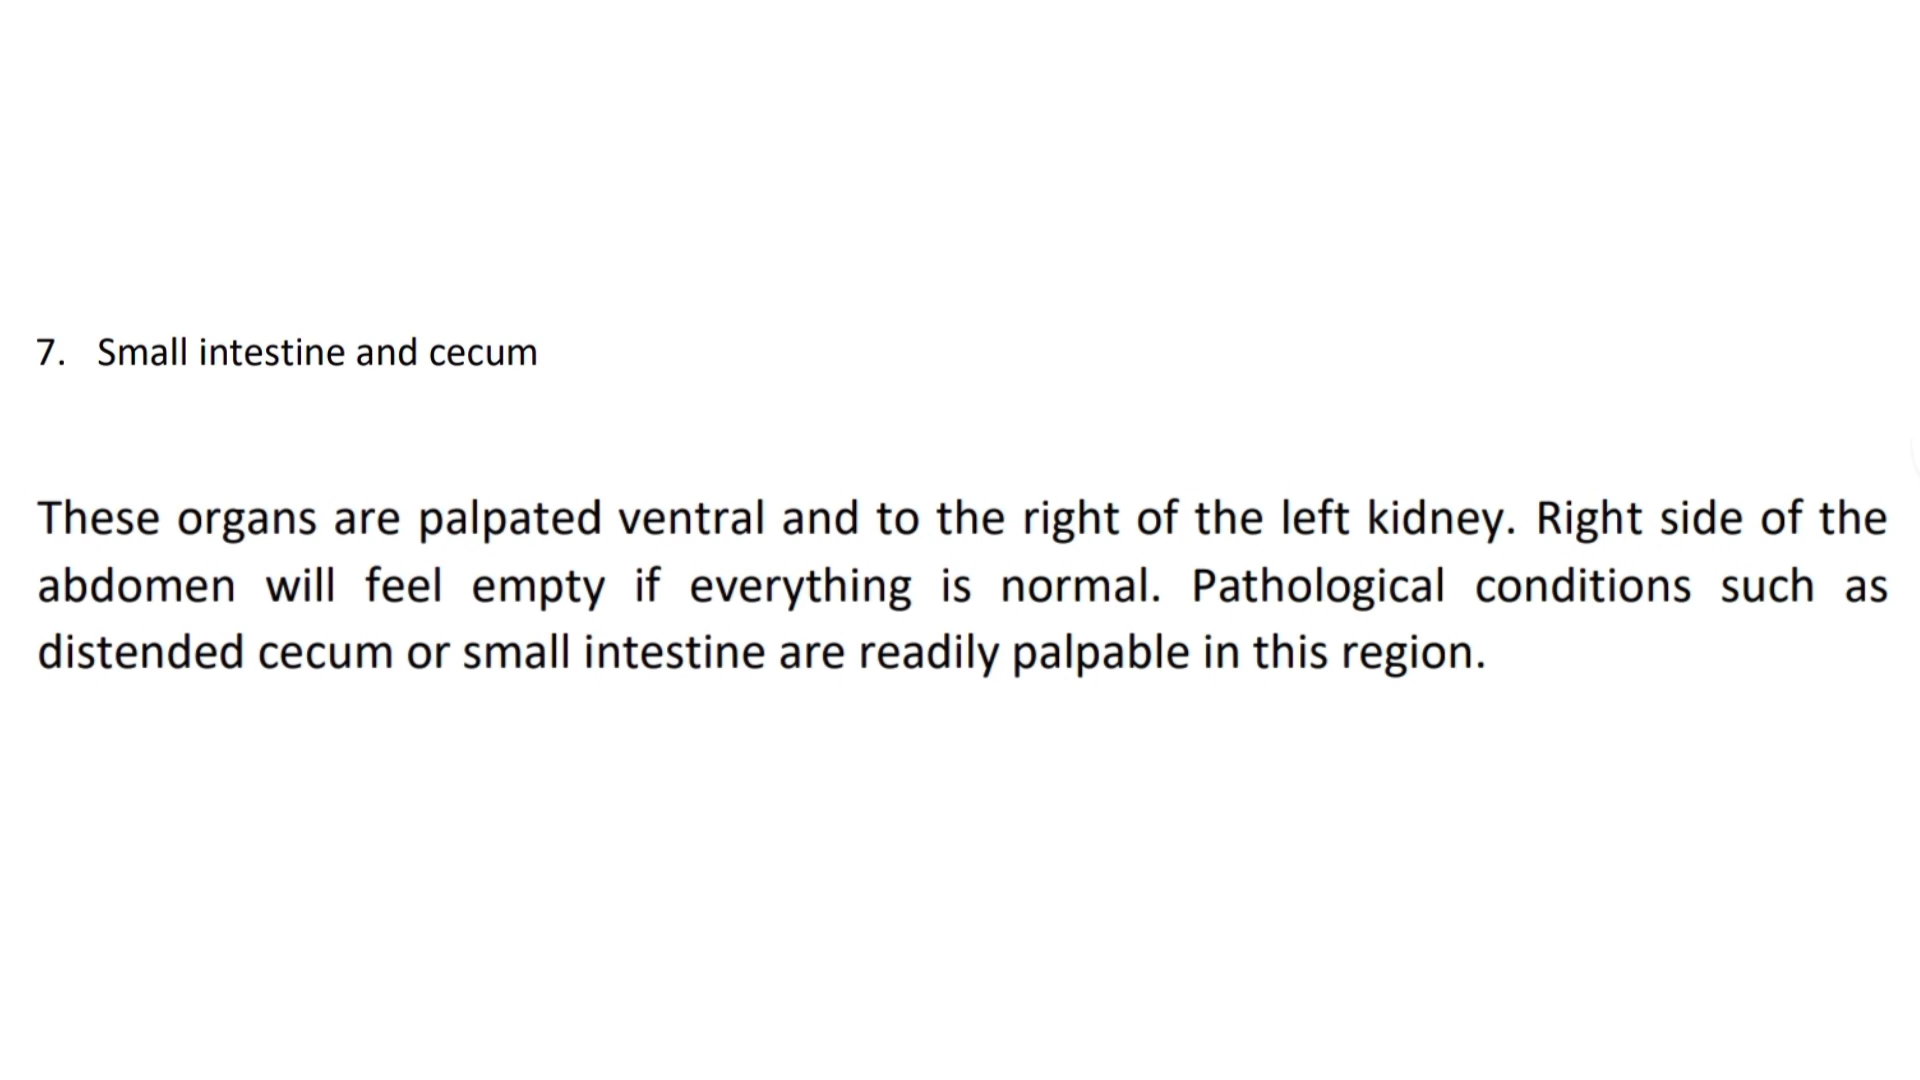 7. Small intestine and cecum
These organs are palpated ventral and to the right of the left kidney. Right side of the
abdomen will feel empty if everything is normal. Pathological conditions such as
distended cecum or small intestine are readily palpable in this region.